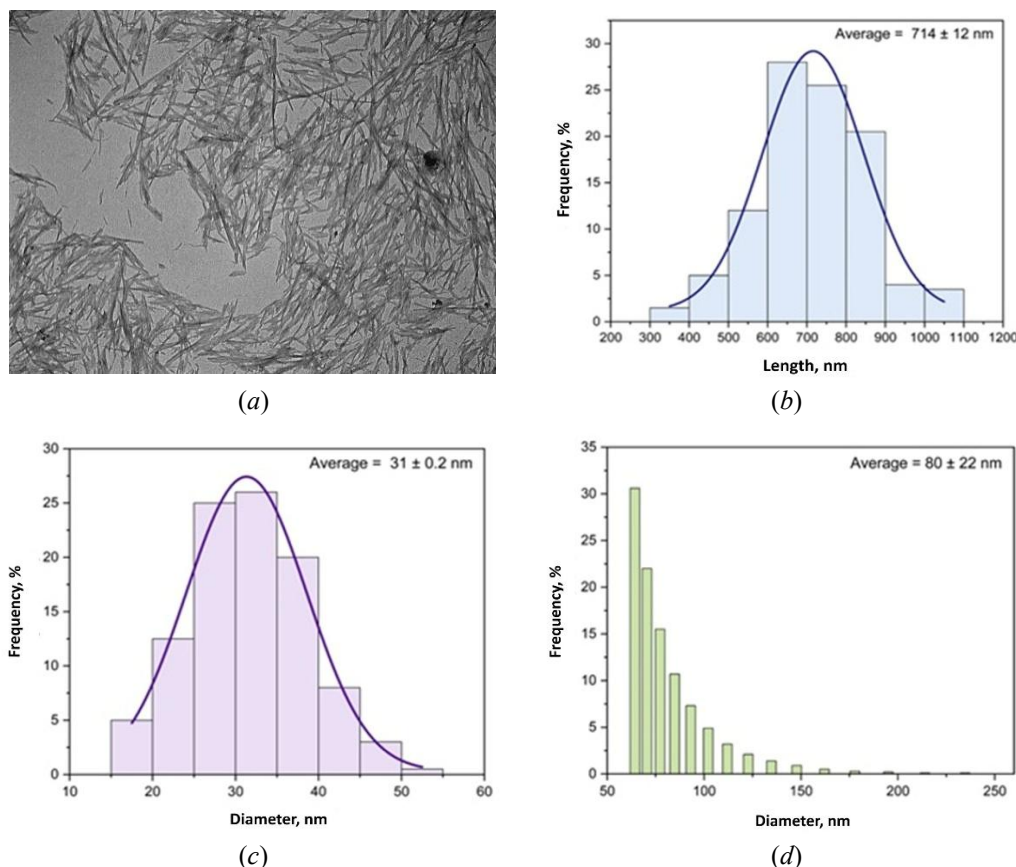 Average = 714 ± 12 nm
Frequency, %
30
25
20
15
10
5
0
200 300 400 500 600 700 800 900 1000 1100 1200
Length, nm
(a)
(b)
Average = 31 ± 0.2 nm
Frequency, %
30
25
20
15
10
5
0
10 20 30 40 50 60
Diameter, nm
(c)
Average = 80 ± 22 nm
Frequency, %
35
30
25
20
15
10
5
0
50 100 150 200 250
Diameter, nm
(d)